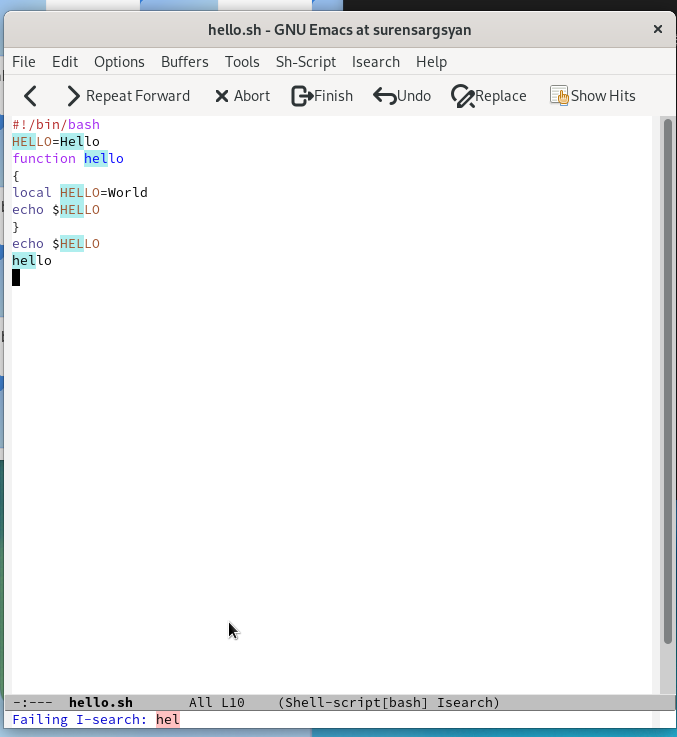 hello.sh - GNU Emacs at surensargsyan
File Edit Options Buffers Tools Sh-Script Isearch Help
Repeat Forward Abort Finish Undo Replace Show Hits
#!/bin/bash
HELLO=Hello
function hello
{
local HELLO=World
echo $HELLO
}
echo $HELLO
hello
-:--- hello.sh All L10 (Shell-script[bash] Isearch)
Failing I-search: hel